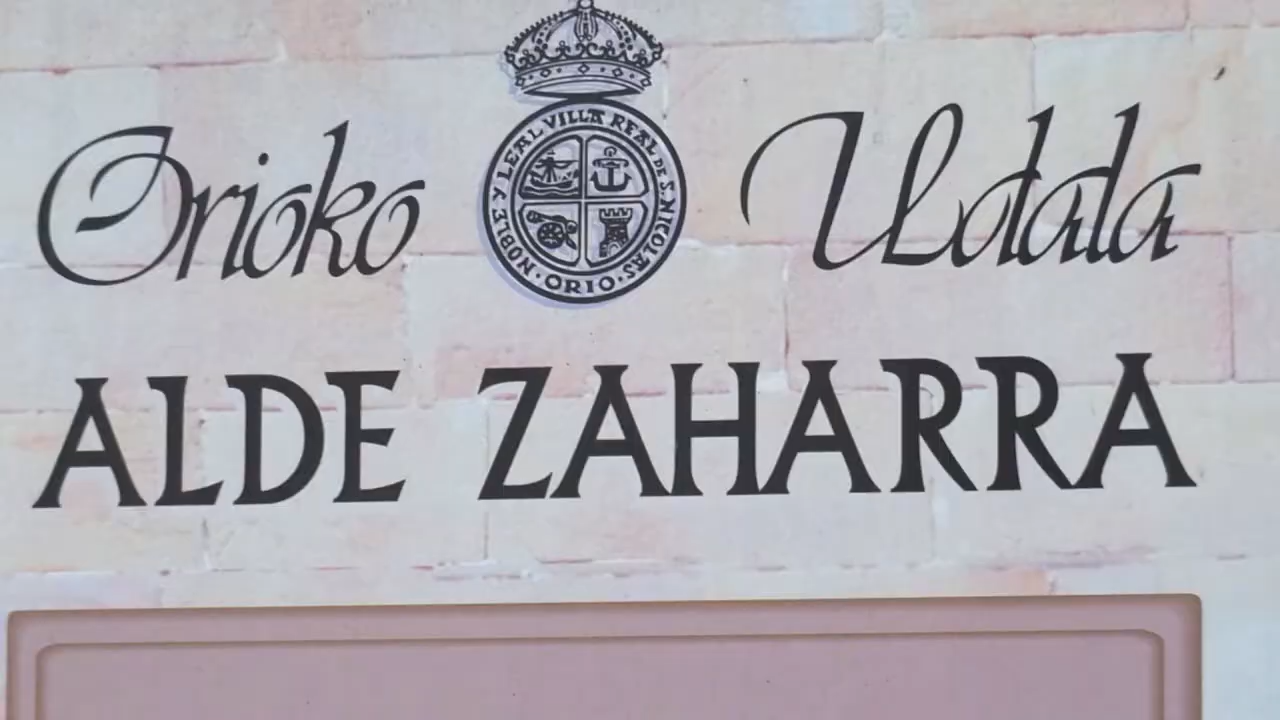 Orioko Udala
NOBLE Y LEAL VILLA REAL DE S. NICOLAS · ORIO ·
ALDE ZAHARRA